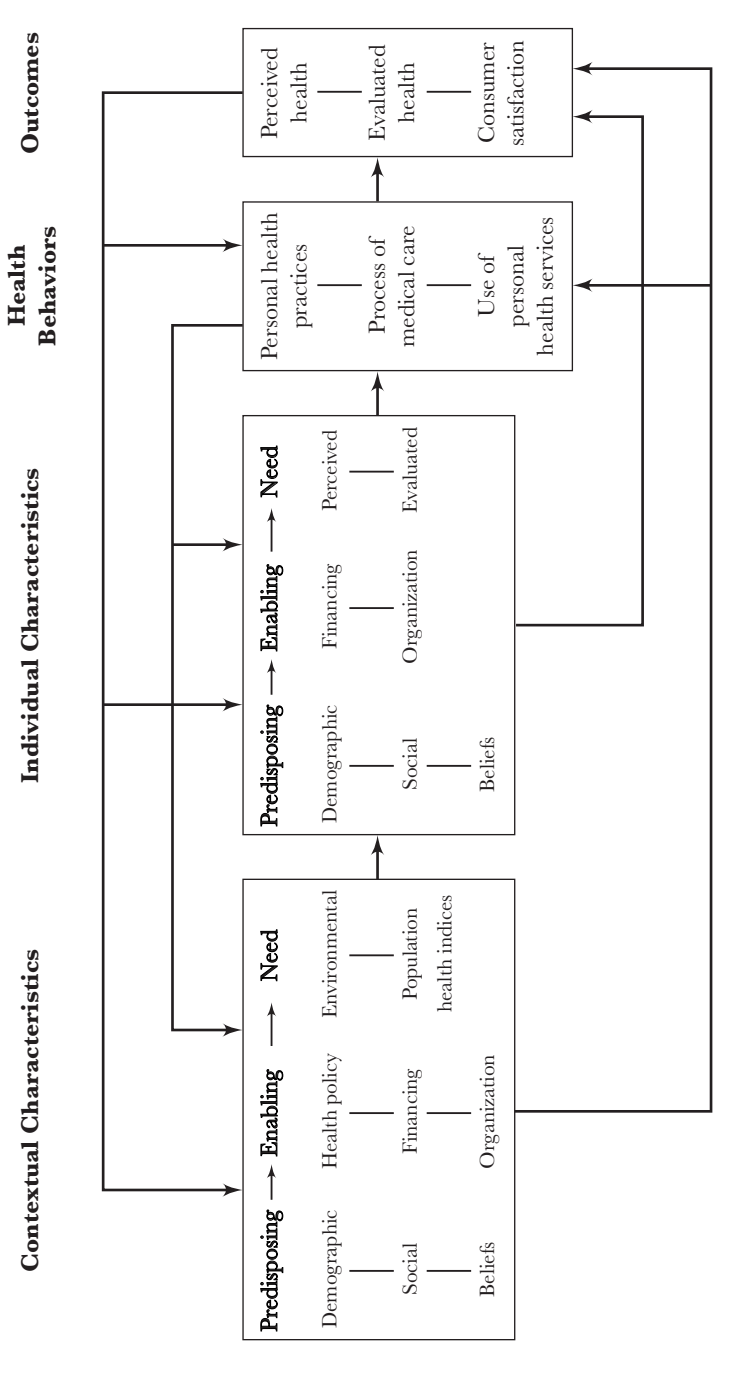 Contextual Characteristics
Individual Characteristics
Health
Behaviors
Outcomes
Predisposing
Enabling
Need
Demographic
Social
Beliefs
Health policy
Financing
Organization
Environmental
Population
health indices
Predisposing
Enabling
Need
Demographic
Social
Beliefs
Financing
Organization
Perceived
Evaluated
Personal health
practices
Process of
medical care
Use of
personal
health services
Perceived
health
Evaluated
health
Consumer
satisfaction